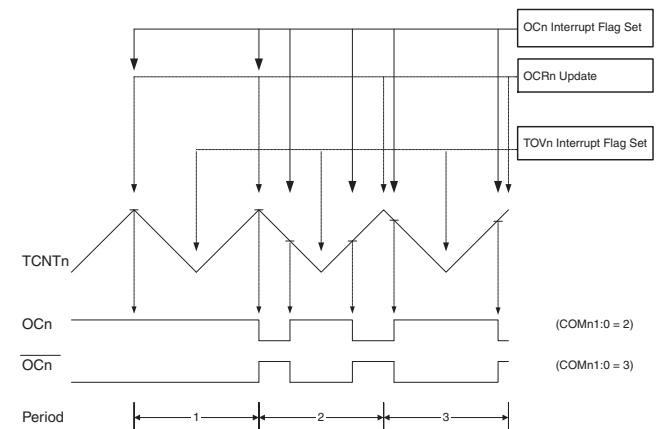 OCn Interrupt Flag Set
OCRn Update
TOVn Interrupt Flag Set
TCNTn
OCn
(COMn1:0 = 2)
OCn
(COMn1:0 = 3)
Period
1
2
3